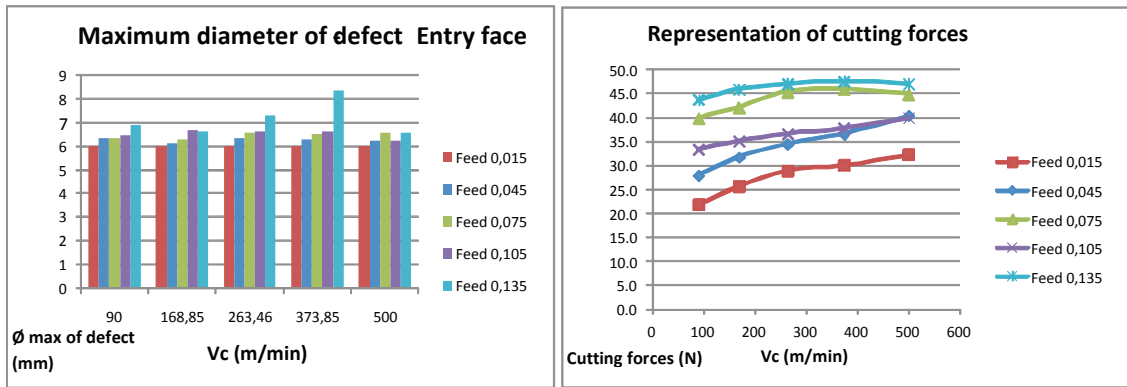 Maximum diameter of defect Entry face
9
8
7
6
5
4
3
2
1
0
90 168,85 263,46 373,85 500
Ø max of defect
(mm)
Vc (m/min)
Feed 0,015
Feed 0,045
Feed 0,075
Feed 0,105
Feed 0,135
Representation of cutting forces
50.0
45.0
40.0
35.0
30.0
25.0
20.0
15.0
10.0
5.0
0.0
0 100 200 300 400 500 600
Cutting forces (N) Vc (m/min)
Feed 0,015
Feed 0,045
Feed 0,075
Feed 0,105
Feed 0,135